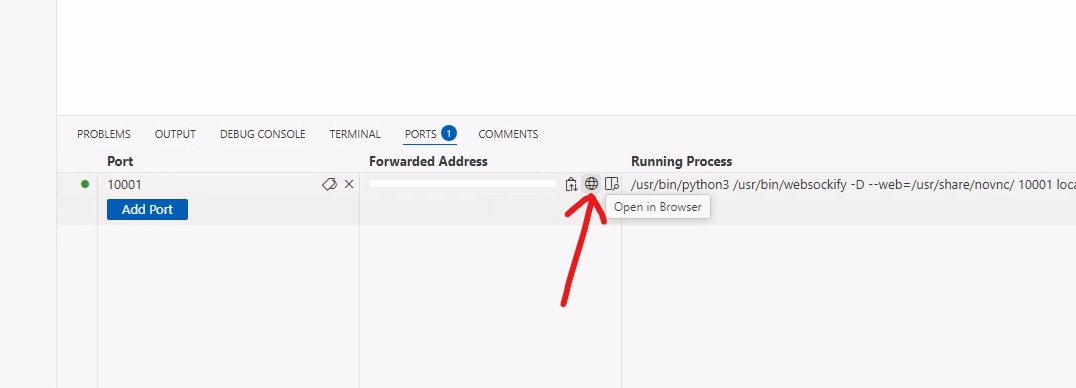 PROBLEMS OUTPUT DEBUG CONSOLE TERMINAL PORTS 1 COMMENTS
Port Forwarded Address Running Process
10001 /usr/bin/python3 /usr/bin/websockify -D --web=/usr/share/novnc/ 10001 loca
Add Port Open in Browser